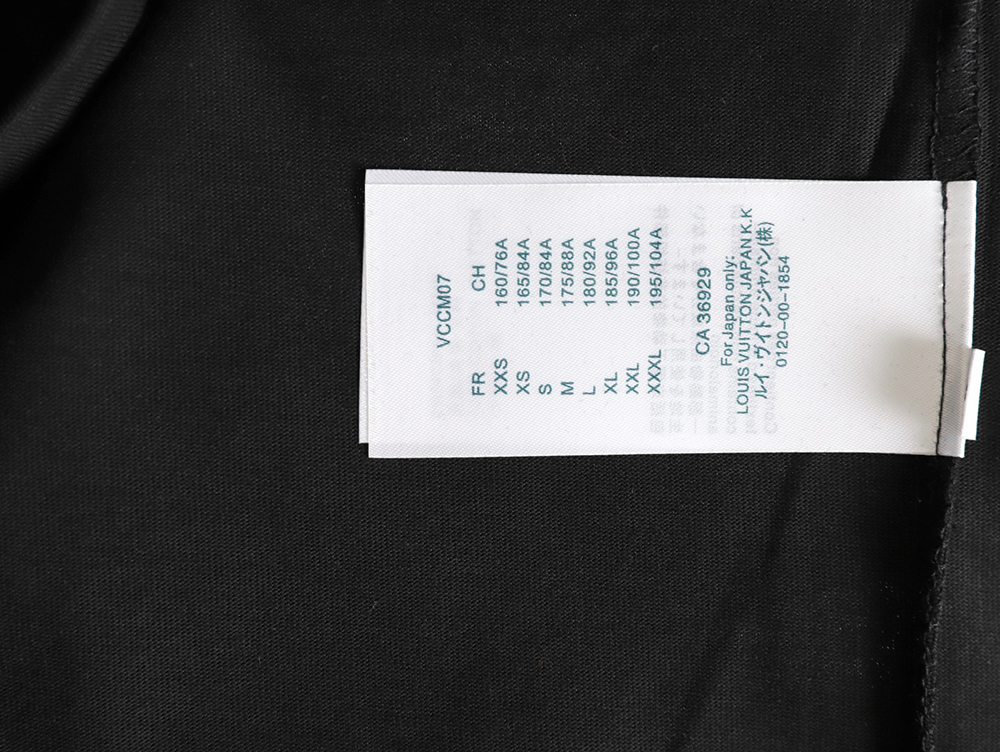 VCCM07
FR CH
XXS 160/76A
XS 165/84A
S 170/84A
M 175/88A
L 180/92A
XL 185/96A
XXL 190/100A
XXXL 195/104A
CA 36929
For Japan only:
LOUIS VUITTON JAPAN K.K
ルイ・ヴィトンジャパン(株)
0120-00-1854